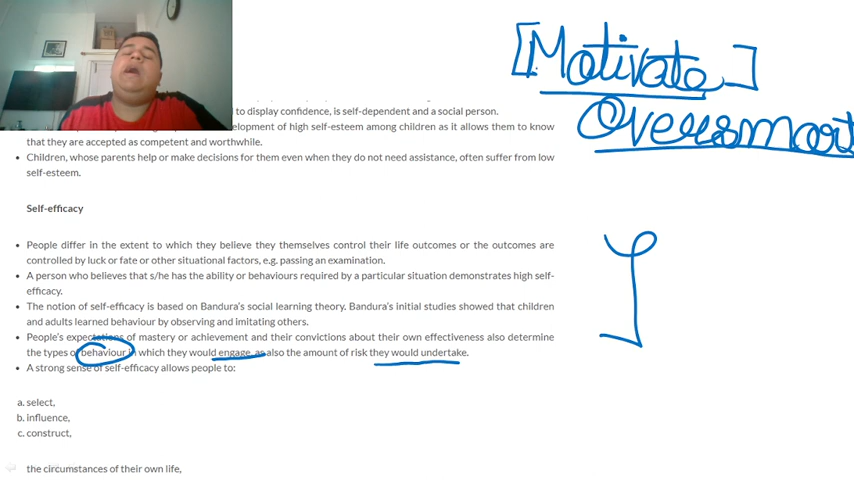 [Motivate]
Oversmart
to display confidence, is self-dependent and a social person.
development of high self-esteem among children as it allows them to know
that they are accepted as competent and worthwhile.
• Children, whose parents help or make decisions for them even when they do not need assistance, often suffer from low
self-esteem.
Self-efficacy
• People differ in the extent to which they believe they themselves control their life outcomes or the outcomes are
controlled by luck or fate or other situational factors, e.g. passing an examination.
• A person who believes that s/he has the ability or behaviours required by a particular situation demonstrates high self-
efficacy.
• The notion of self-efficacy is based on Bandura's social learning theory. Bandura's initial studies showed that children
and adults learned behaviour by observing and imitating others.
• People's expectations of mastery or achievement and their convictions about their own effectiveness also determine
the types of behaviour in which they would engage, as also the amount of risk they would undertake.
• A strong sense of self-efficacy allows people to:
a. select,
b. influence,
c. construct,
the circumstances of their own life,